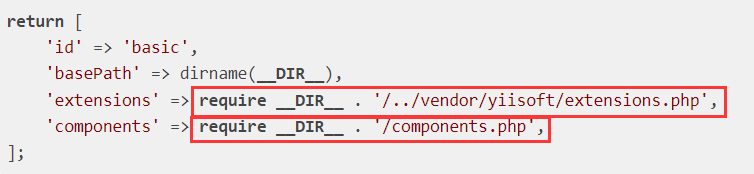 return [
    'id' => 'basic',
    'basePath' => dirname(__DIR__),
    'extensions' => require __DIR__ . '/../vendor/yiisoft/extensions.php',
    'components' => require __DIR__ . '/components.php',
];